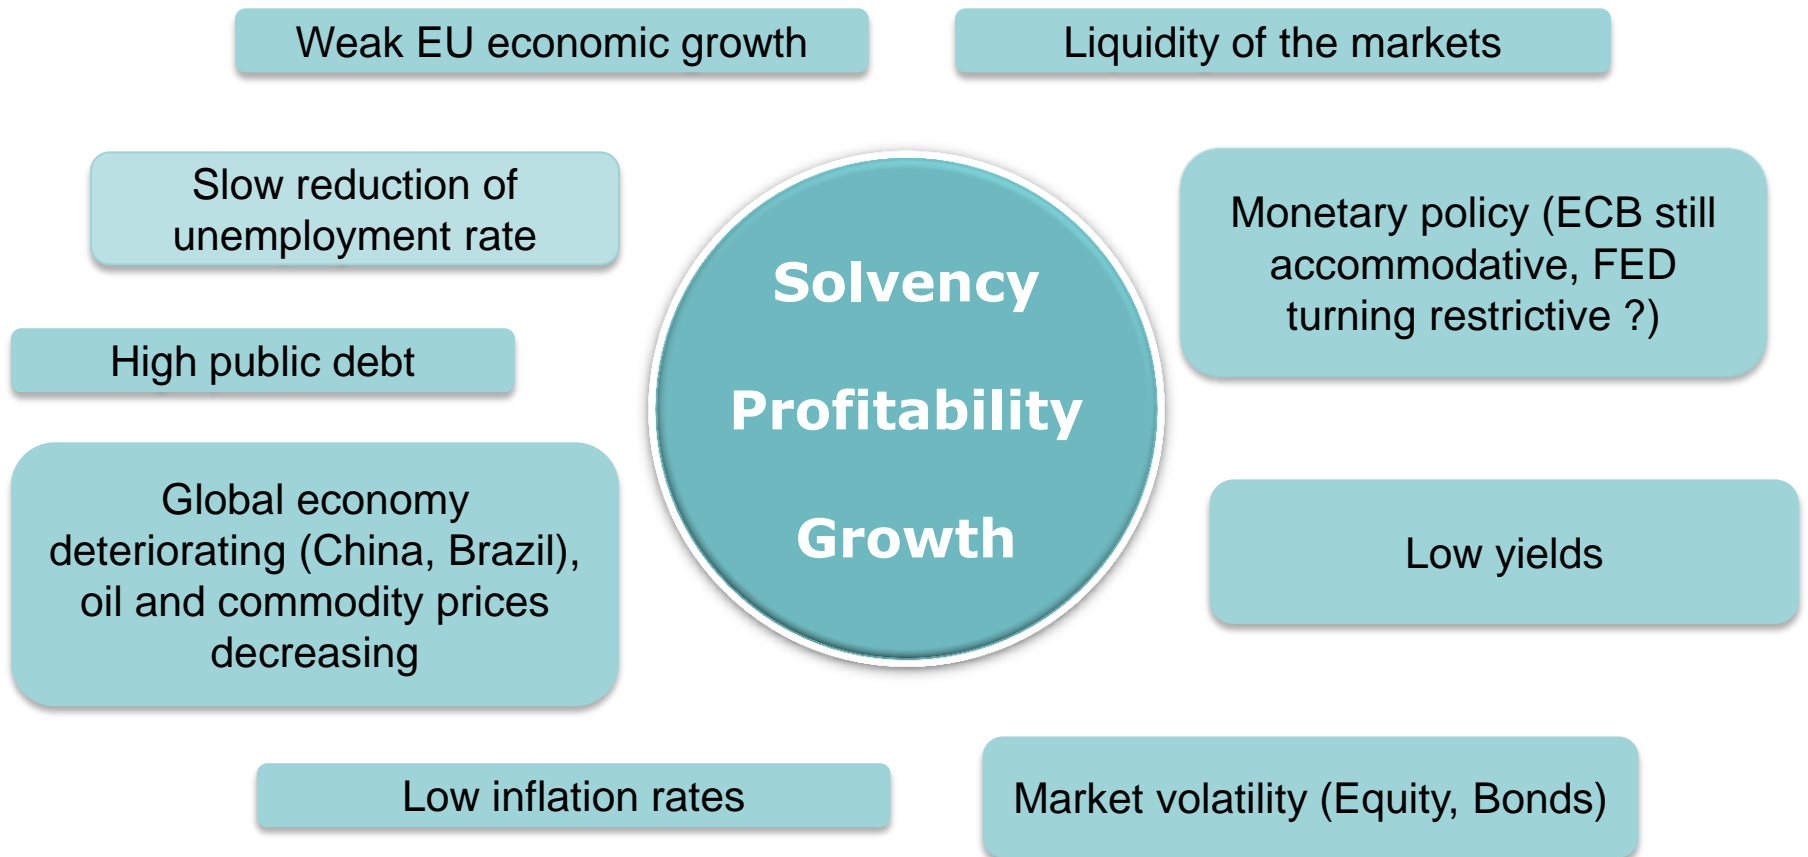 Weak EU economic growth
Liquidity of the markets
Slow reduction of
unemployment rate
High public debt
Global economy
deteriorating (China, Brazil),
oil and commodity prices
decreasing
Low inflation rates
Solvency
Profitability
Growth
Monetary policy (ECB still
accommodative, FED
turning restrictive ?)
Low yields
Market volatility (Equity, Bonds)